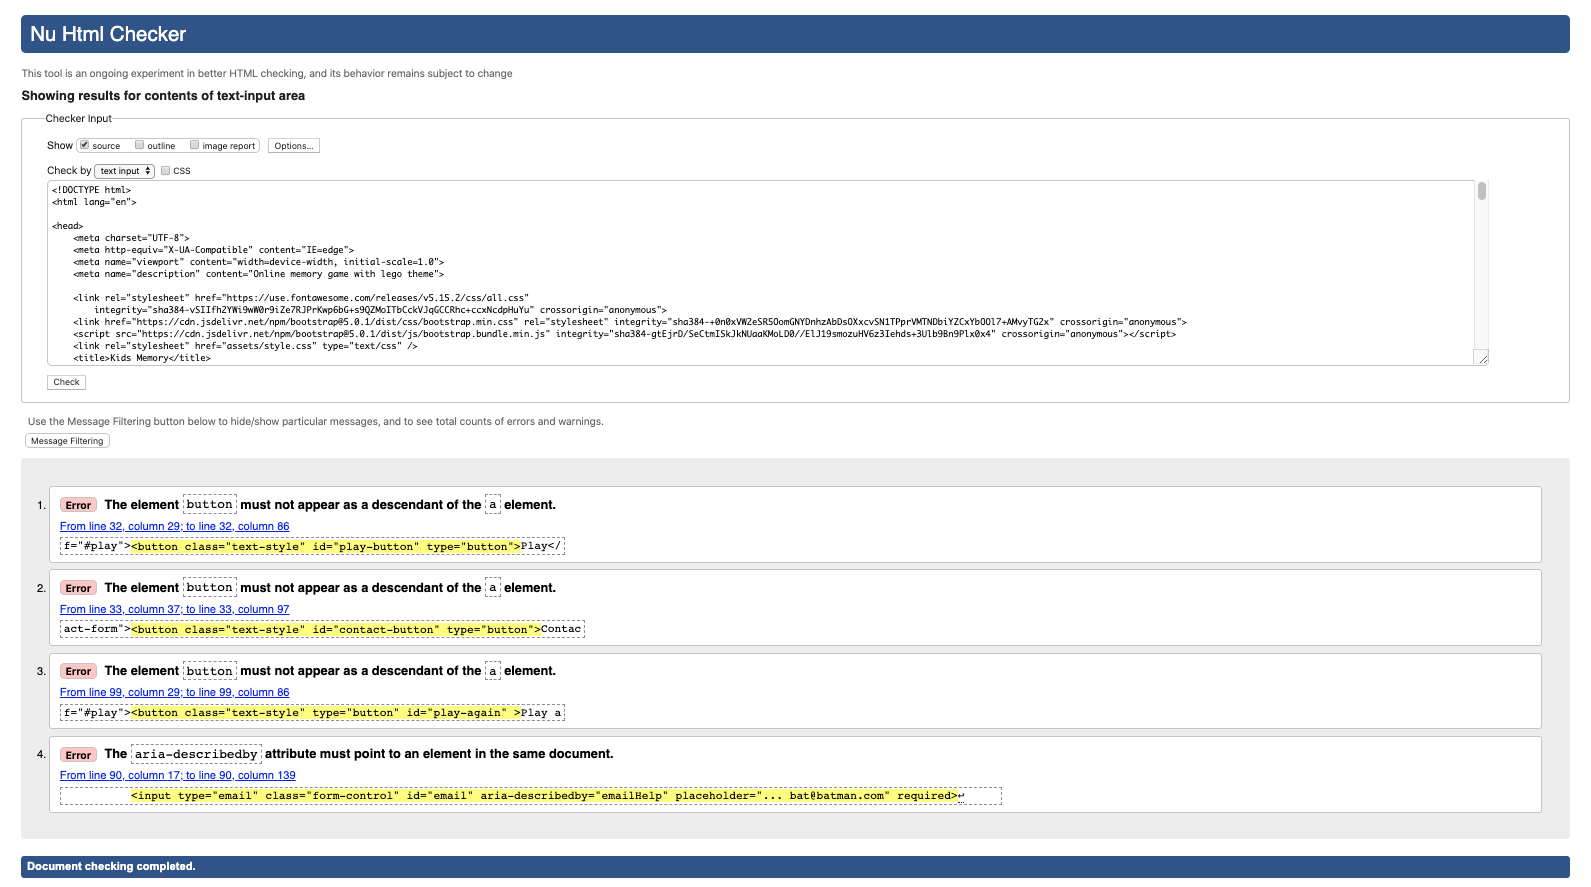 Nu Html Checker
This tool is an ongoing experiment in better HTML checking, and its behavior remains subject to change
Showing results for contents of text-input area
Checker Input
Show source outline image report Options...
Check by text input CSS
<!DOCTYPE html>
<html lang="en">
<head>
<meta charset="UTF-8">
<meta http-equiv="X-UA-Compatible" content="IE=edge">
<meta name="viewport" content="width=device-width, initial-scale=1.0">
<meta name="description" content="Online memory game with lego theme">
<link rel="stylesheet" href="https://use.fontawesome.com/releases/v5.15.2/css/all.css"
integrity="sha384-vSIIfh2YWi9wW0r9iZe7RJPrKwp6bG+s9QZMoITbCckVJqGCCRhc+ccxNcdpHuYu" crossorigin="anonymous">
<link href="https://cdn.jsdelivr.net/npm/bootstrap@5.0.1/dist/css/bootstrap.min.css" rel="stylesheet" integrity="sha384-+0n0xVW2eSR5OomGNYDnhzAbDsOXxcvSN1TPprVMTNDbiYZCxYbOOl7+AMvyTG2x" crossorigin="anonymous">
<script src="https://cdn.jsdelivr.net/npm/bootstrap@5.0.1/dist/js/bootstrap.bundle.min.js" integrity="sha384-gtEjrD/SeCtmISkJkNUaaKMoLD0//ElJ19smozuHV6z3Iehds+3Ulb9Bn9Plx0x4" crossorigin="anonymous"></script>
<link rel="stylesheet" href="assets/style.css" type="text/css" />
<title>Kids Memory</title>
Check
Use the Message Filtering button below to hide/show particular messages, and to see total counts of errors and warnings.
Message Filtering
1. Error The element button must not appear as a descendant of the a element.
From line 32, column 29; to line 32, column 86
f="#play"><button class="text-style" id="play-button" type="button">Play</
2. Error The element button must not appear as a descendant of the a element.
From line 33, column 37; to line 33, column 97
act-form"><button class="text-style" id="contact-button" type="button">Contac
3. Error The element button must not appear as a descendant of the a element.
From line 99, column 29; to line 99, column 86
f="#play"><button class="text-style" type="button" id="play-again" >Play a
4. Error The aria-describedby attribute must point to an element in the same document.
From line 90, column 17; to line 90, column 139
<input type="email" class="form-control" id="email" aria-describedby="emailHelp" placeholder="... bat@batman.com" required>↩
Document checking completed.